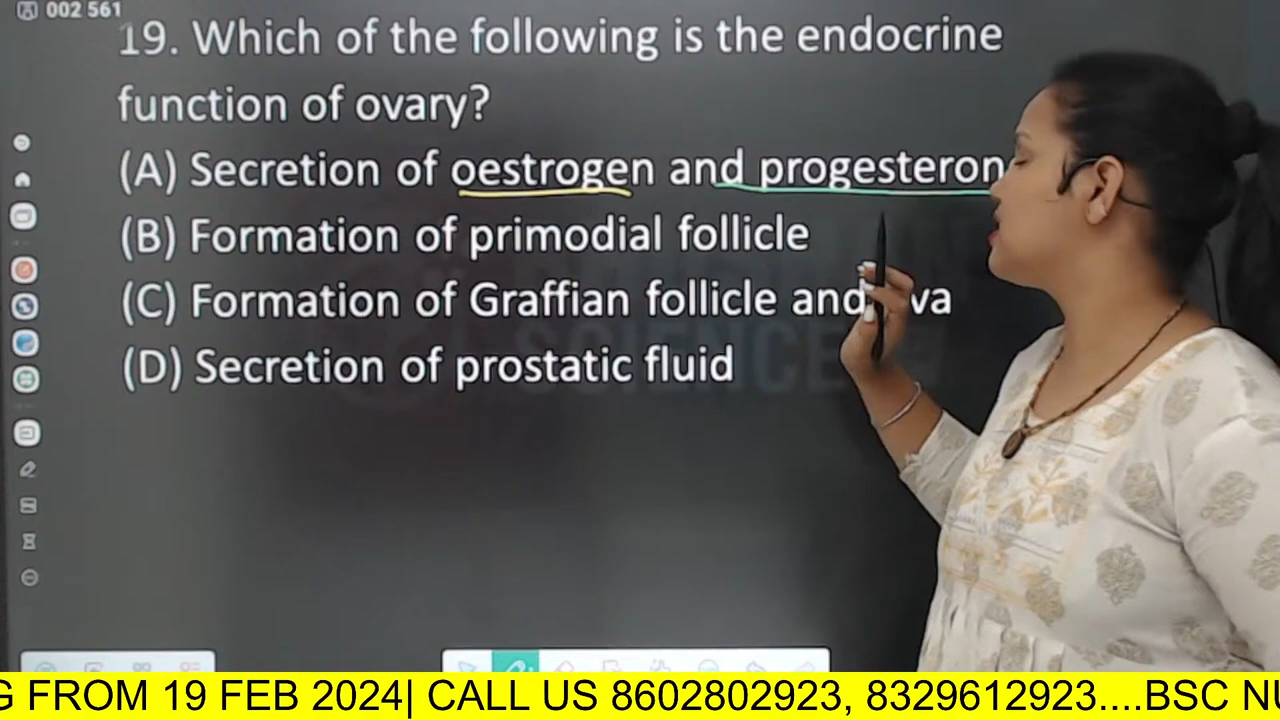 002 561
19. Which of the following is the endocrine
function of ovary?
(A) Secretion of oestrogen and progesteron
(B) Formation of primodial follicle
(C) Formation of Graffian follicle and va
(D) Secretion of prostatic fluid
SCIENCE
G FROM 19 FEB 2024| CALL US 8602802923, 8329612923....BSC NU